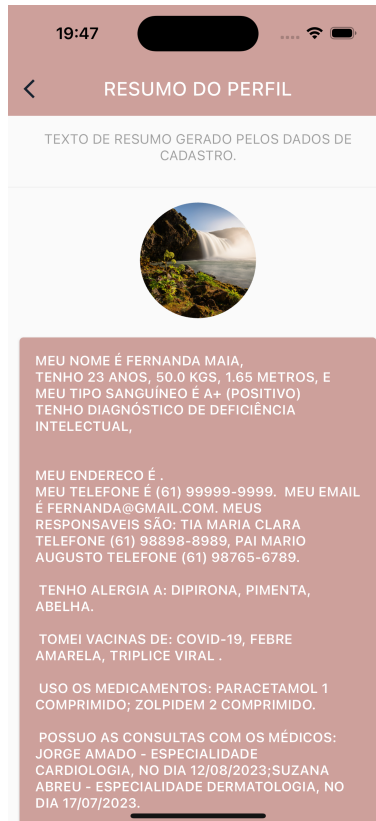 19:47
RESUMO DO PERFIL
TEXTO DE RESUMO GERADO PELOS DADOS DE
CADASTRO.
MEU NOME É FERNANDA MAIA,
TENHO 23 ANOS, 50.0 KGS, 1.65 METROS, E
MEU TIPO SANGUÍNEO É A+ (POSITIVO)
TENHO DIAGNÓSTICO DE DEFICIÊNCIA
INTELECTUAL,
MEU ENDERECO É .
MEU TELEFONE É (61) 99999-9999. MEU EMAIL
É FERNANDA@GMAIL.COM. MEUS
RESPONSAVEIS SÃO: TIA MARIA CLARA
TELEFONE (61) 98898-8989, PAI MARIO
AUGUSTO TELEFONE (61) 98765-6789.
TENHO ALERGIA A: DIPIRONA, PIMENTA,
ABELHA.
TOMEI VACINAS DE: COVID-19, FEBRE
AMARELA, TRIPLICE VIRAL .
USO OS MEDICAMENTOS: PARACETAMOL 1
COMPRIMIDO; ZOLPIDEM 2 COMPRIMIDO.
POSSUO AS CONSULTAS COM OS MÉDICOS:
JORGE AMADO - ESPECIALIDADE
CARDIOLOGIA, NO DIA 12/08/2023;SUZANA
ABREU - ESPECIALIDADE DERMATOLOGIA, NO
DIA 17/07/2023.